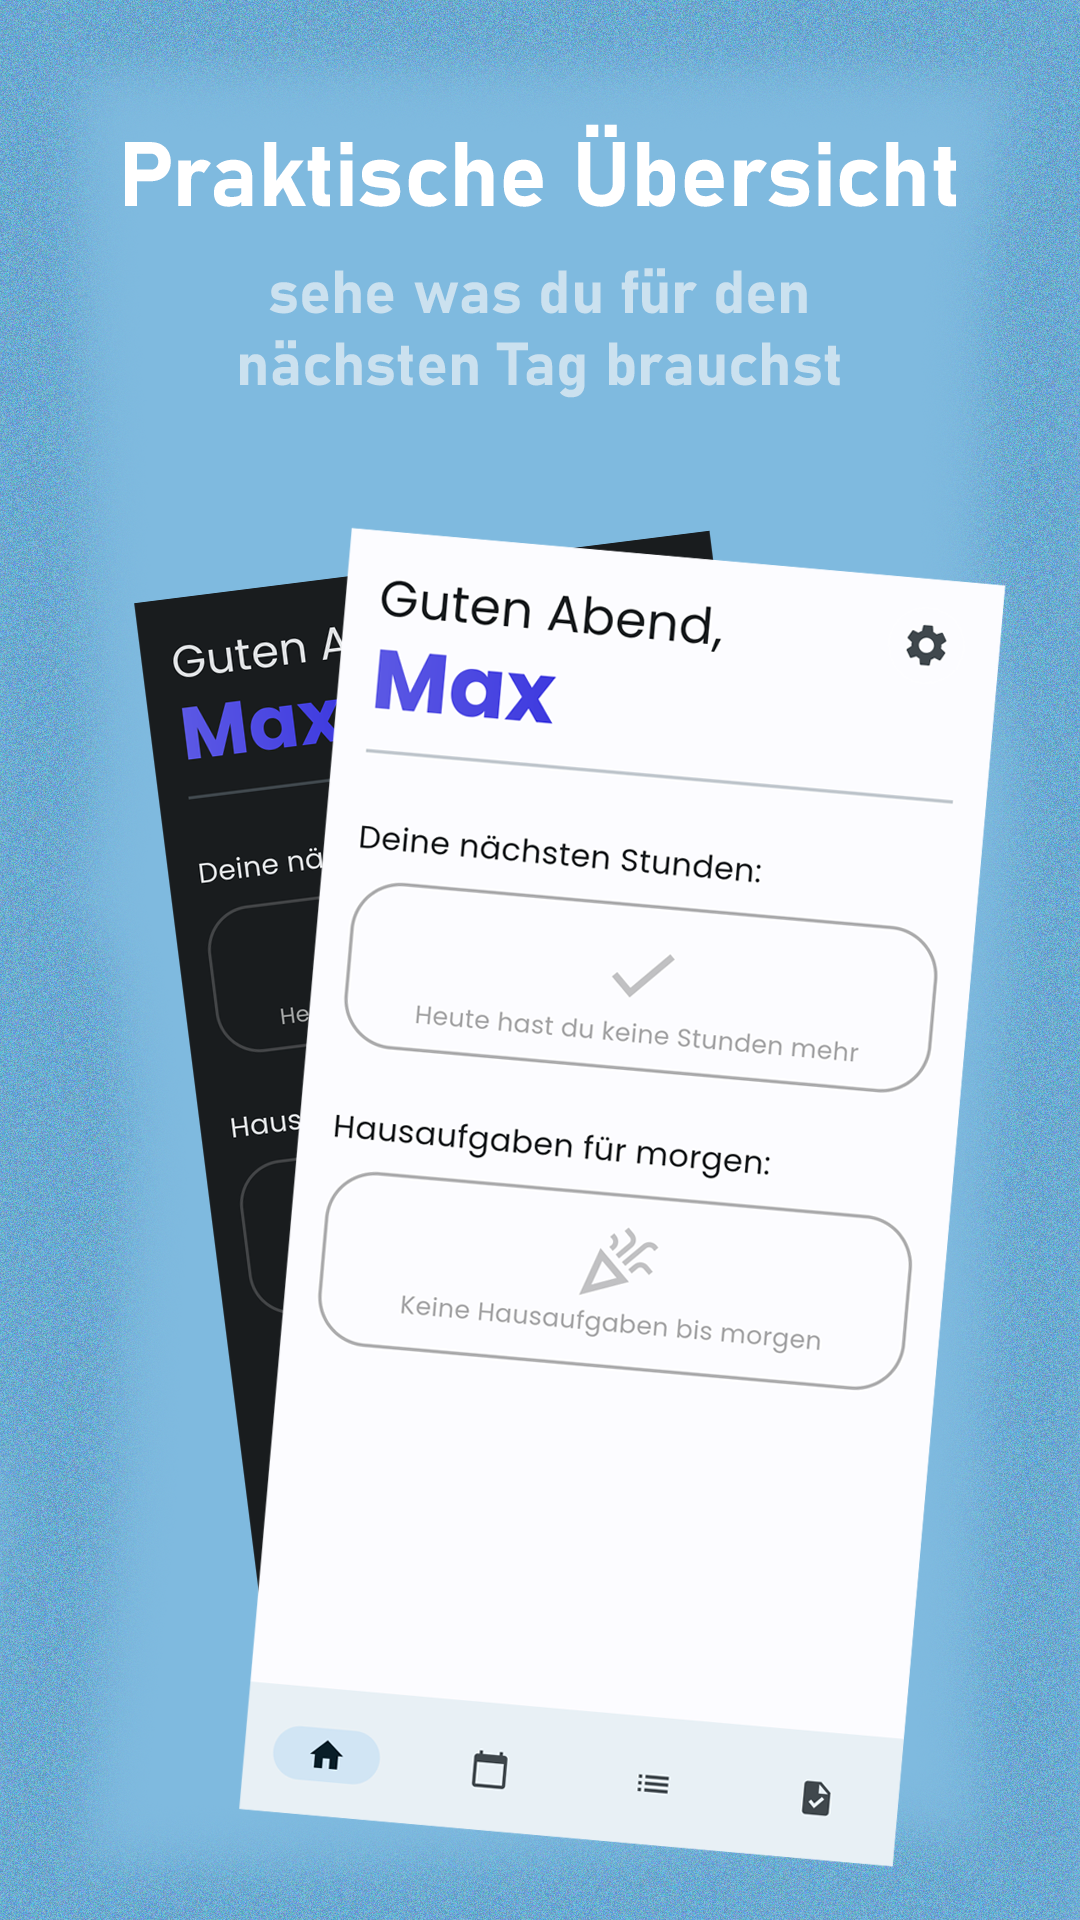 Praktische Übersicht
sehe was du für den
nächsten Tag brauchst
Guten Abend,
Max
Deine nächsten Stunden:
Heute hast du keine Stunden mehr
Hausaufgaben für morgen:
Keine Hausaufgaben bis morgen
Guten A
Max
Deine nä
He
Haus